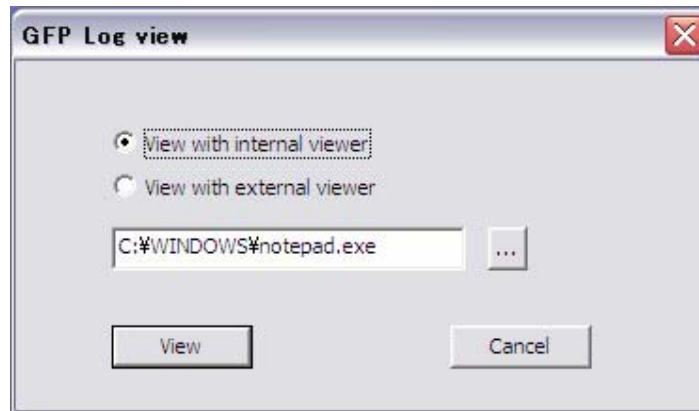 GFP Log view
View with internal viewer
View with external viewer
C:¥WINDOWS¥notepad.exe
...
View
Cancel